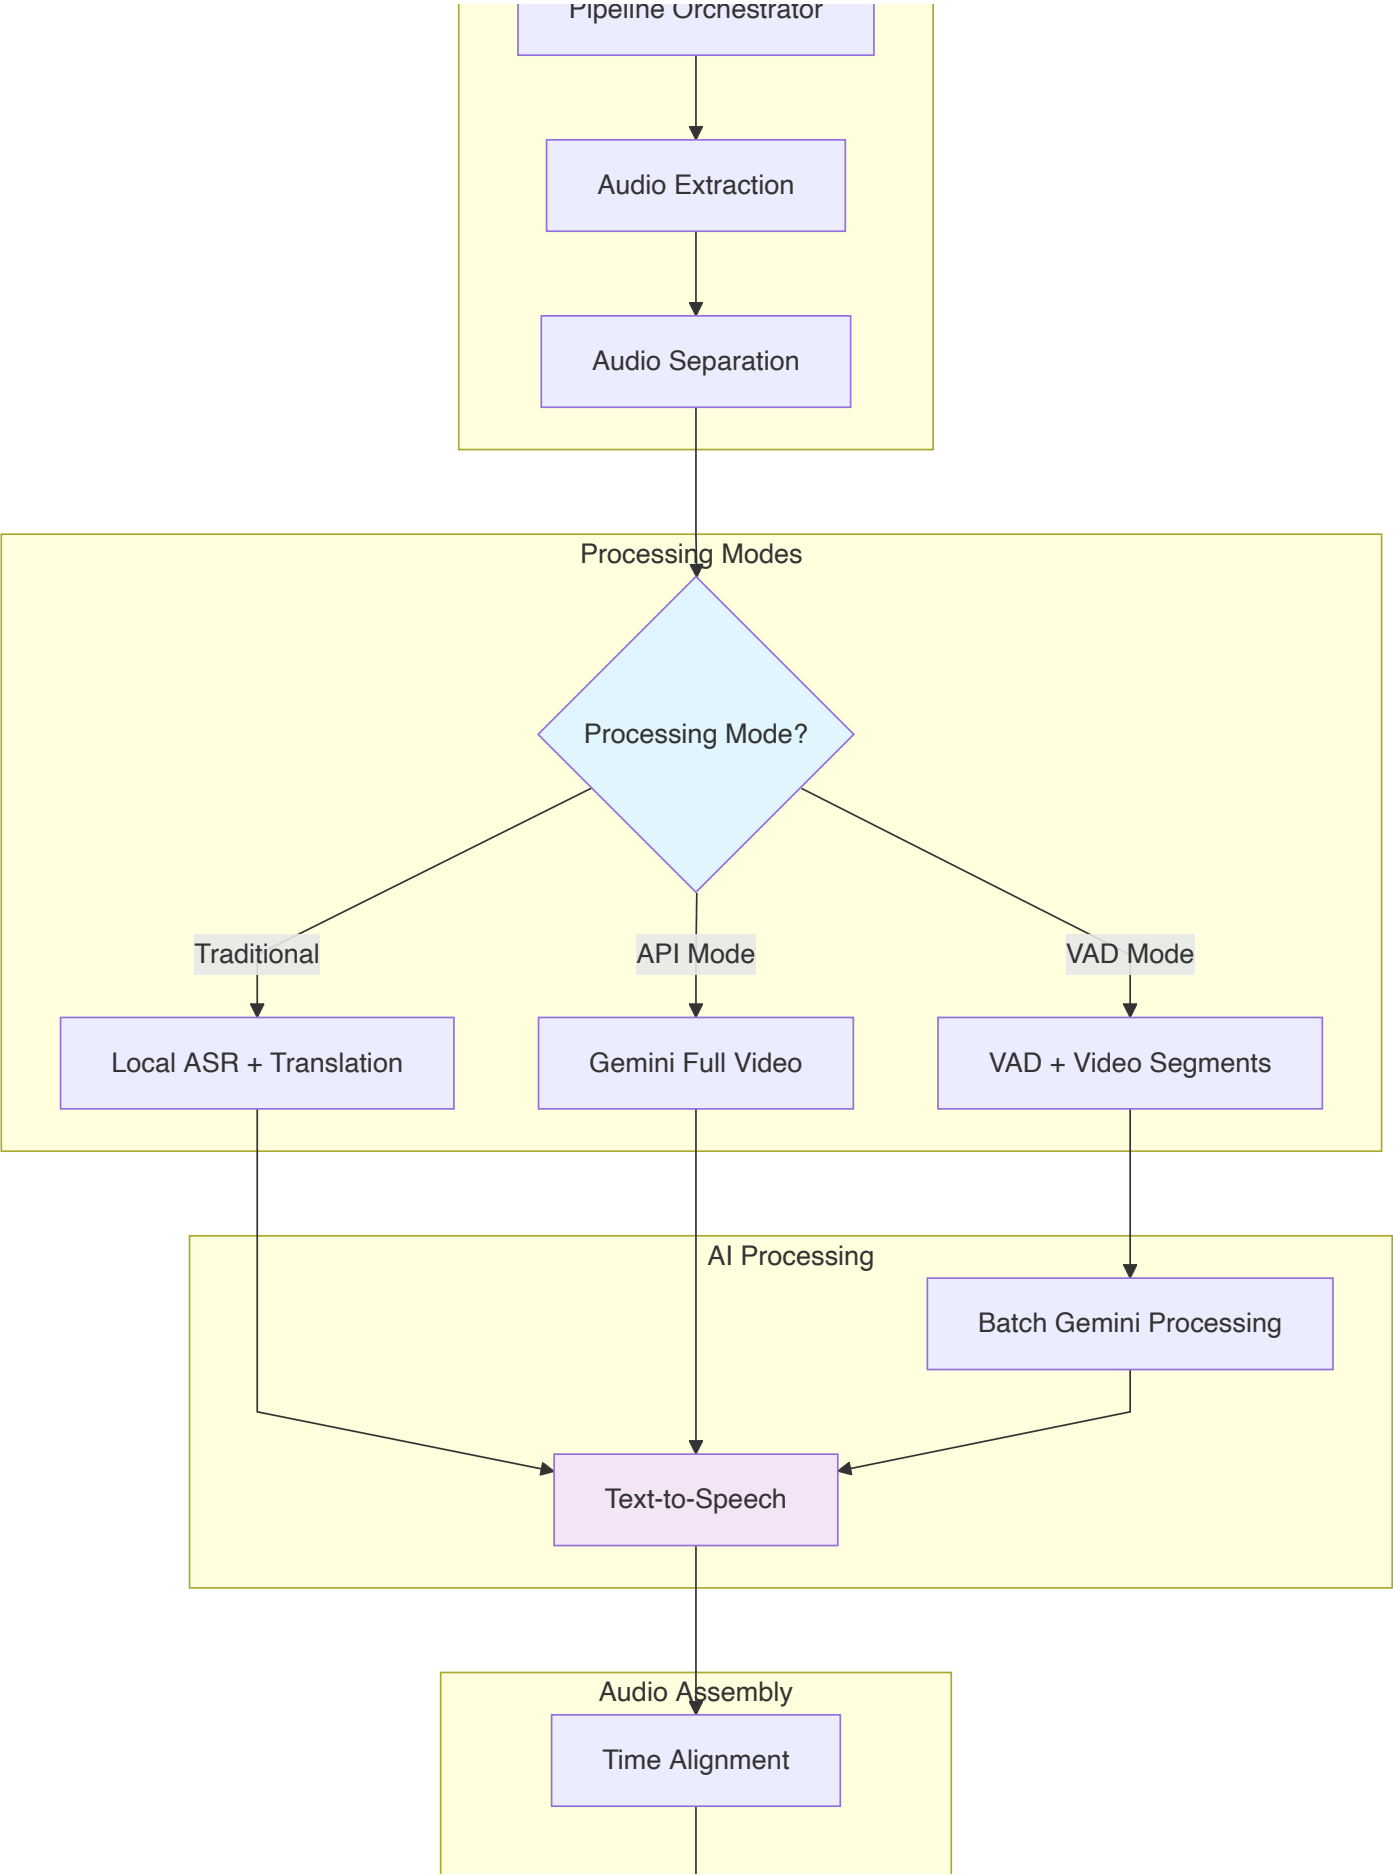 Pipeline Orchestrator
Audio Extraction
Audio Separation
Processing Modes
Processing Mode?
Traditional
API Mode
VAD Mode
Local ASR + Translation
Gemini Full Video
VAD + Video Segments
AI Processing
Batch Gemini Processing
Text-to-Speech
Audio Assembly
Time Alignment